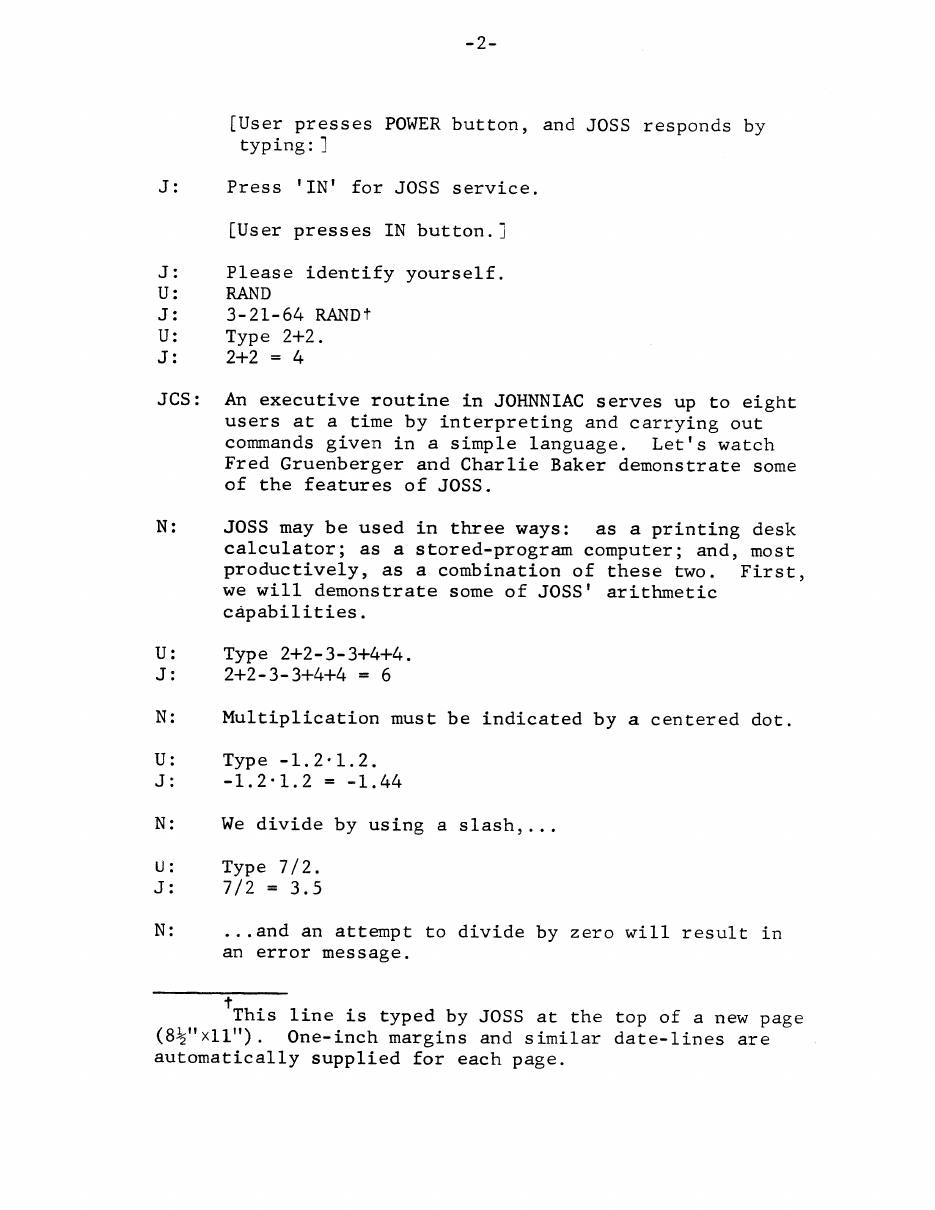 -2-
[User presses POWER button, and JOSS responds by
typing:]
J: Press 'IN' for JOSS service.
[User presses IN button.]
J: Please identify yourself.
U: RAND
J: 3-21-64 RAND†
U: Type 2+2.
J: 2+2 = 4
JCS: An executive routine in JOHNNIAC serves up to eight
users at a time by interpreting and carrying out
commands given in a simple language. Let's watch
Fred Gruenberger and Charlie Baker demonstrate some
of the features of JOSS.
N: JOSS may be used in three ways: as a printing desk
calculator; as a stored-program computer; and, most
productively, as a combination of these two. First,
we will demonstrate some of JOSS' arithmetic
capabilities.
U: Type 2+2-3-3+4+4.
J: 2+2-3-3+4+4 = 6
N: Multiplication must be indicated by a centered dot.
U: Type -1.2·1.2.
J: -1.2·1.2 = -1.44
N: We divide by using a slash,...
U: Type 7/2.
J: 7/2 = 3.5
N: ...and an attempt to divide by zero will result in
an error message.
†This line is typed by JOSS at the top of a new page
(8½"×11"). One-inch margins and similar date-lines are
automatically supplied for each page.